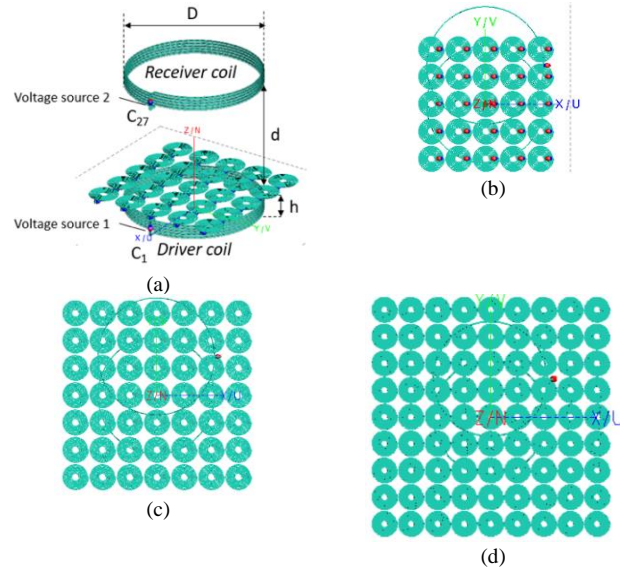 D
Receiver coil
Voltage source 2
C27
Z/N
d
h
Voltage source 1
X/U
Y/V
C1
Driver coil
(a)
Y/V
Z/N
X/U
(b)
Z/N
X/U
(c)
Y/V
Z/N
X/U
(d)